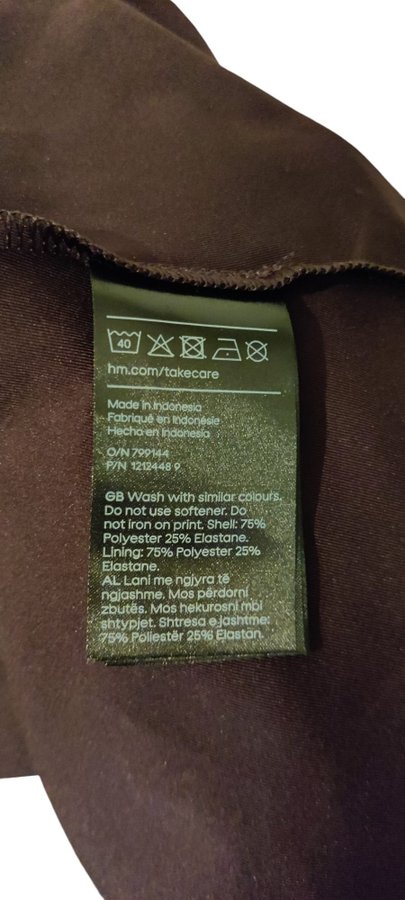 40
hm.com/takecare
Made in Indonesia
Fabriqué en Indonésie
Hecho en Indonesia
O/N 799144
P/N 1212448 9
GB Wash with similar colours.
Do not use softener. Do
not iron on print. Shell: 75%
Polyester 25% Elastane.
Lining: 75% Polyester 25%
Elastane.
AL Lani me ngjyra të
ngjashme. Mos përdorni
zbutës. Mos hekurosni mbi
shtypjet. Shtresa e jashtme:
75% Poliestër 25% Elastan.